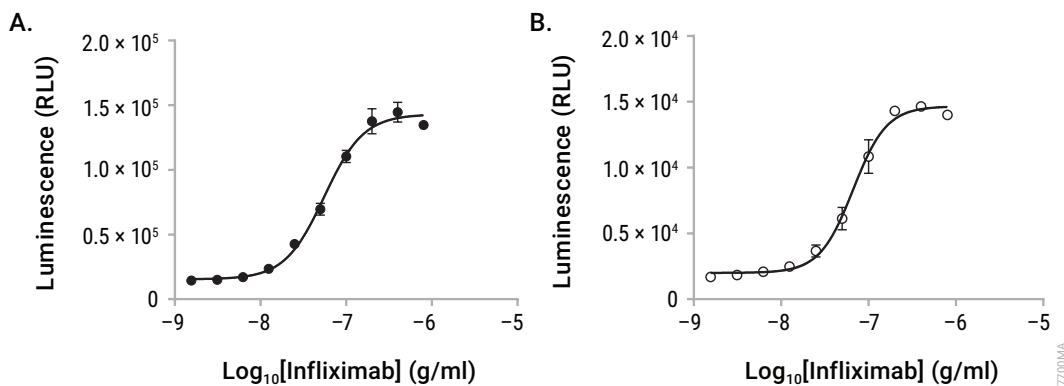 A.
Luminescence (RLU)
2.0 × 10⁵
1.5 × 10⁵
1.0 × 10⁵
0.5 × 10⁵
0
−9
−8
−7
−6
−5
Log₁₀[Infliximab] (g/ml)
B.
Luminescence (RLU)
2.0 × 10⁴
1.5 × 10⁴
1.0 × 10⁴
0.5 × 10⁴
0
−9
−8
−7
−6
−5
Log₁₀[Infliximab] (g/ml)